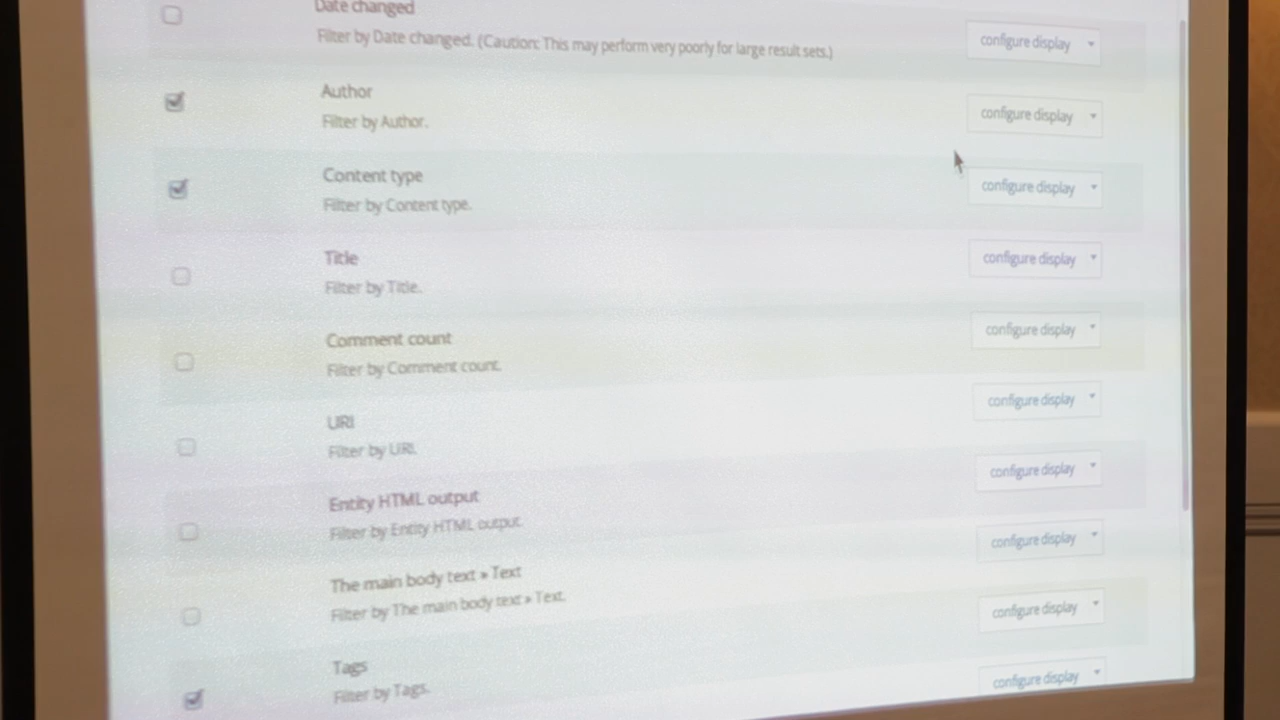 Date changed
Filter by Date changed. (Caution: This may perform very poorly for large result sets.)
configure display
Author
Filter by Author.
configure display
Content type
Filter by Content type.
configure display
Title
Filter by Title.
configure display
Comment count
Filter by Comment count.
configure display
URI
Filter by URI.
configure display
Entity HTML output
Filter by Entity HTML output.
configure display
The main body text » Text
Filter by The main body text » Text.
configure display
configure display
Tags
Filter by Tags.
configure display